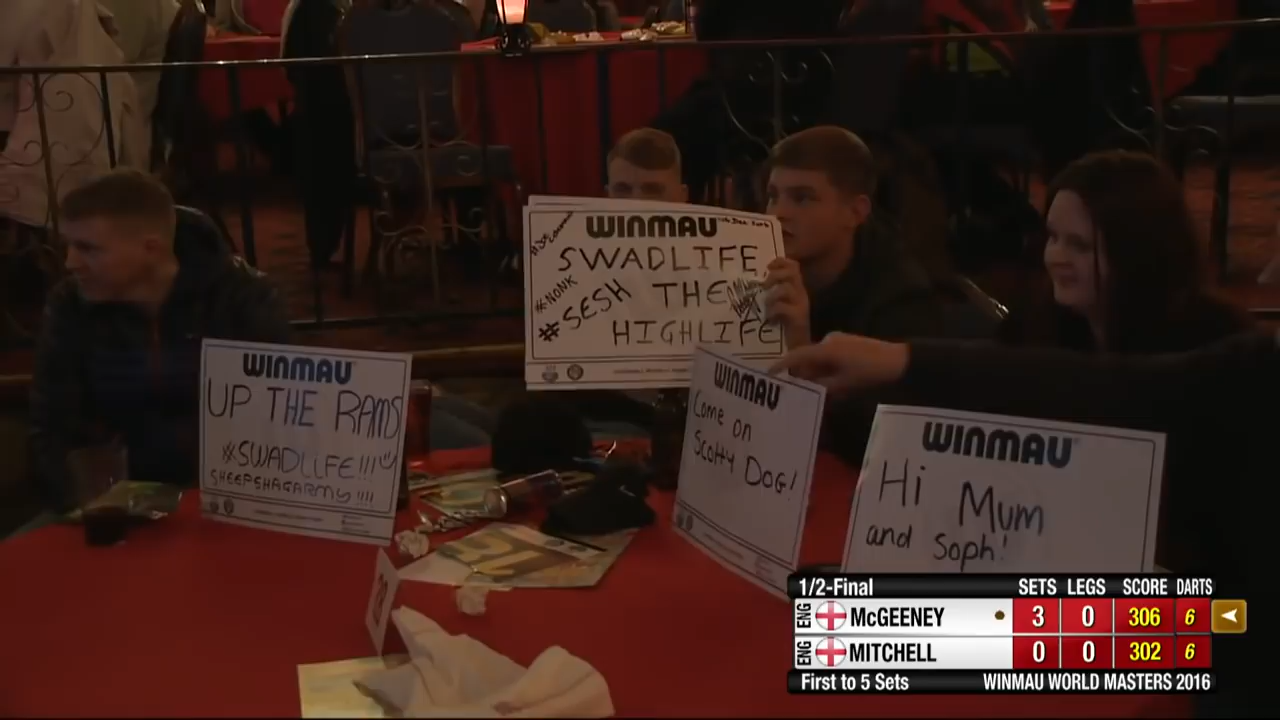 WINMAU
SWADLIFE
#NONK
#SESH THE
HIGHLIFE
WINMAU
UP THE RAMS
#SWADLIFE!!!
SHEEPSHAGARMY!!!!
WINMAU
Come on
Scotty DOG!
WINMAU
Hi Mum
and Soph!
1/2-Final SETS LEGS SCORE DARTS
ENG McGEENEY 3 0 306 6
ENG MITCHELL 0 0 302 6
First to 5 Sets WINMAU WORLD MASTERS 2016